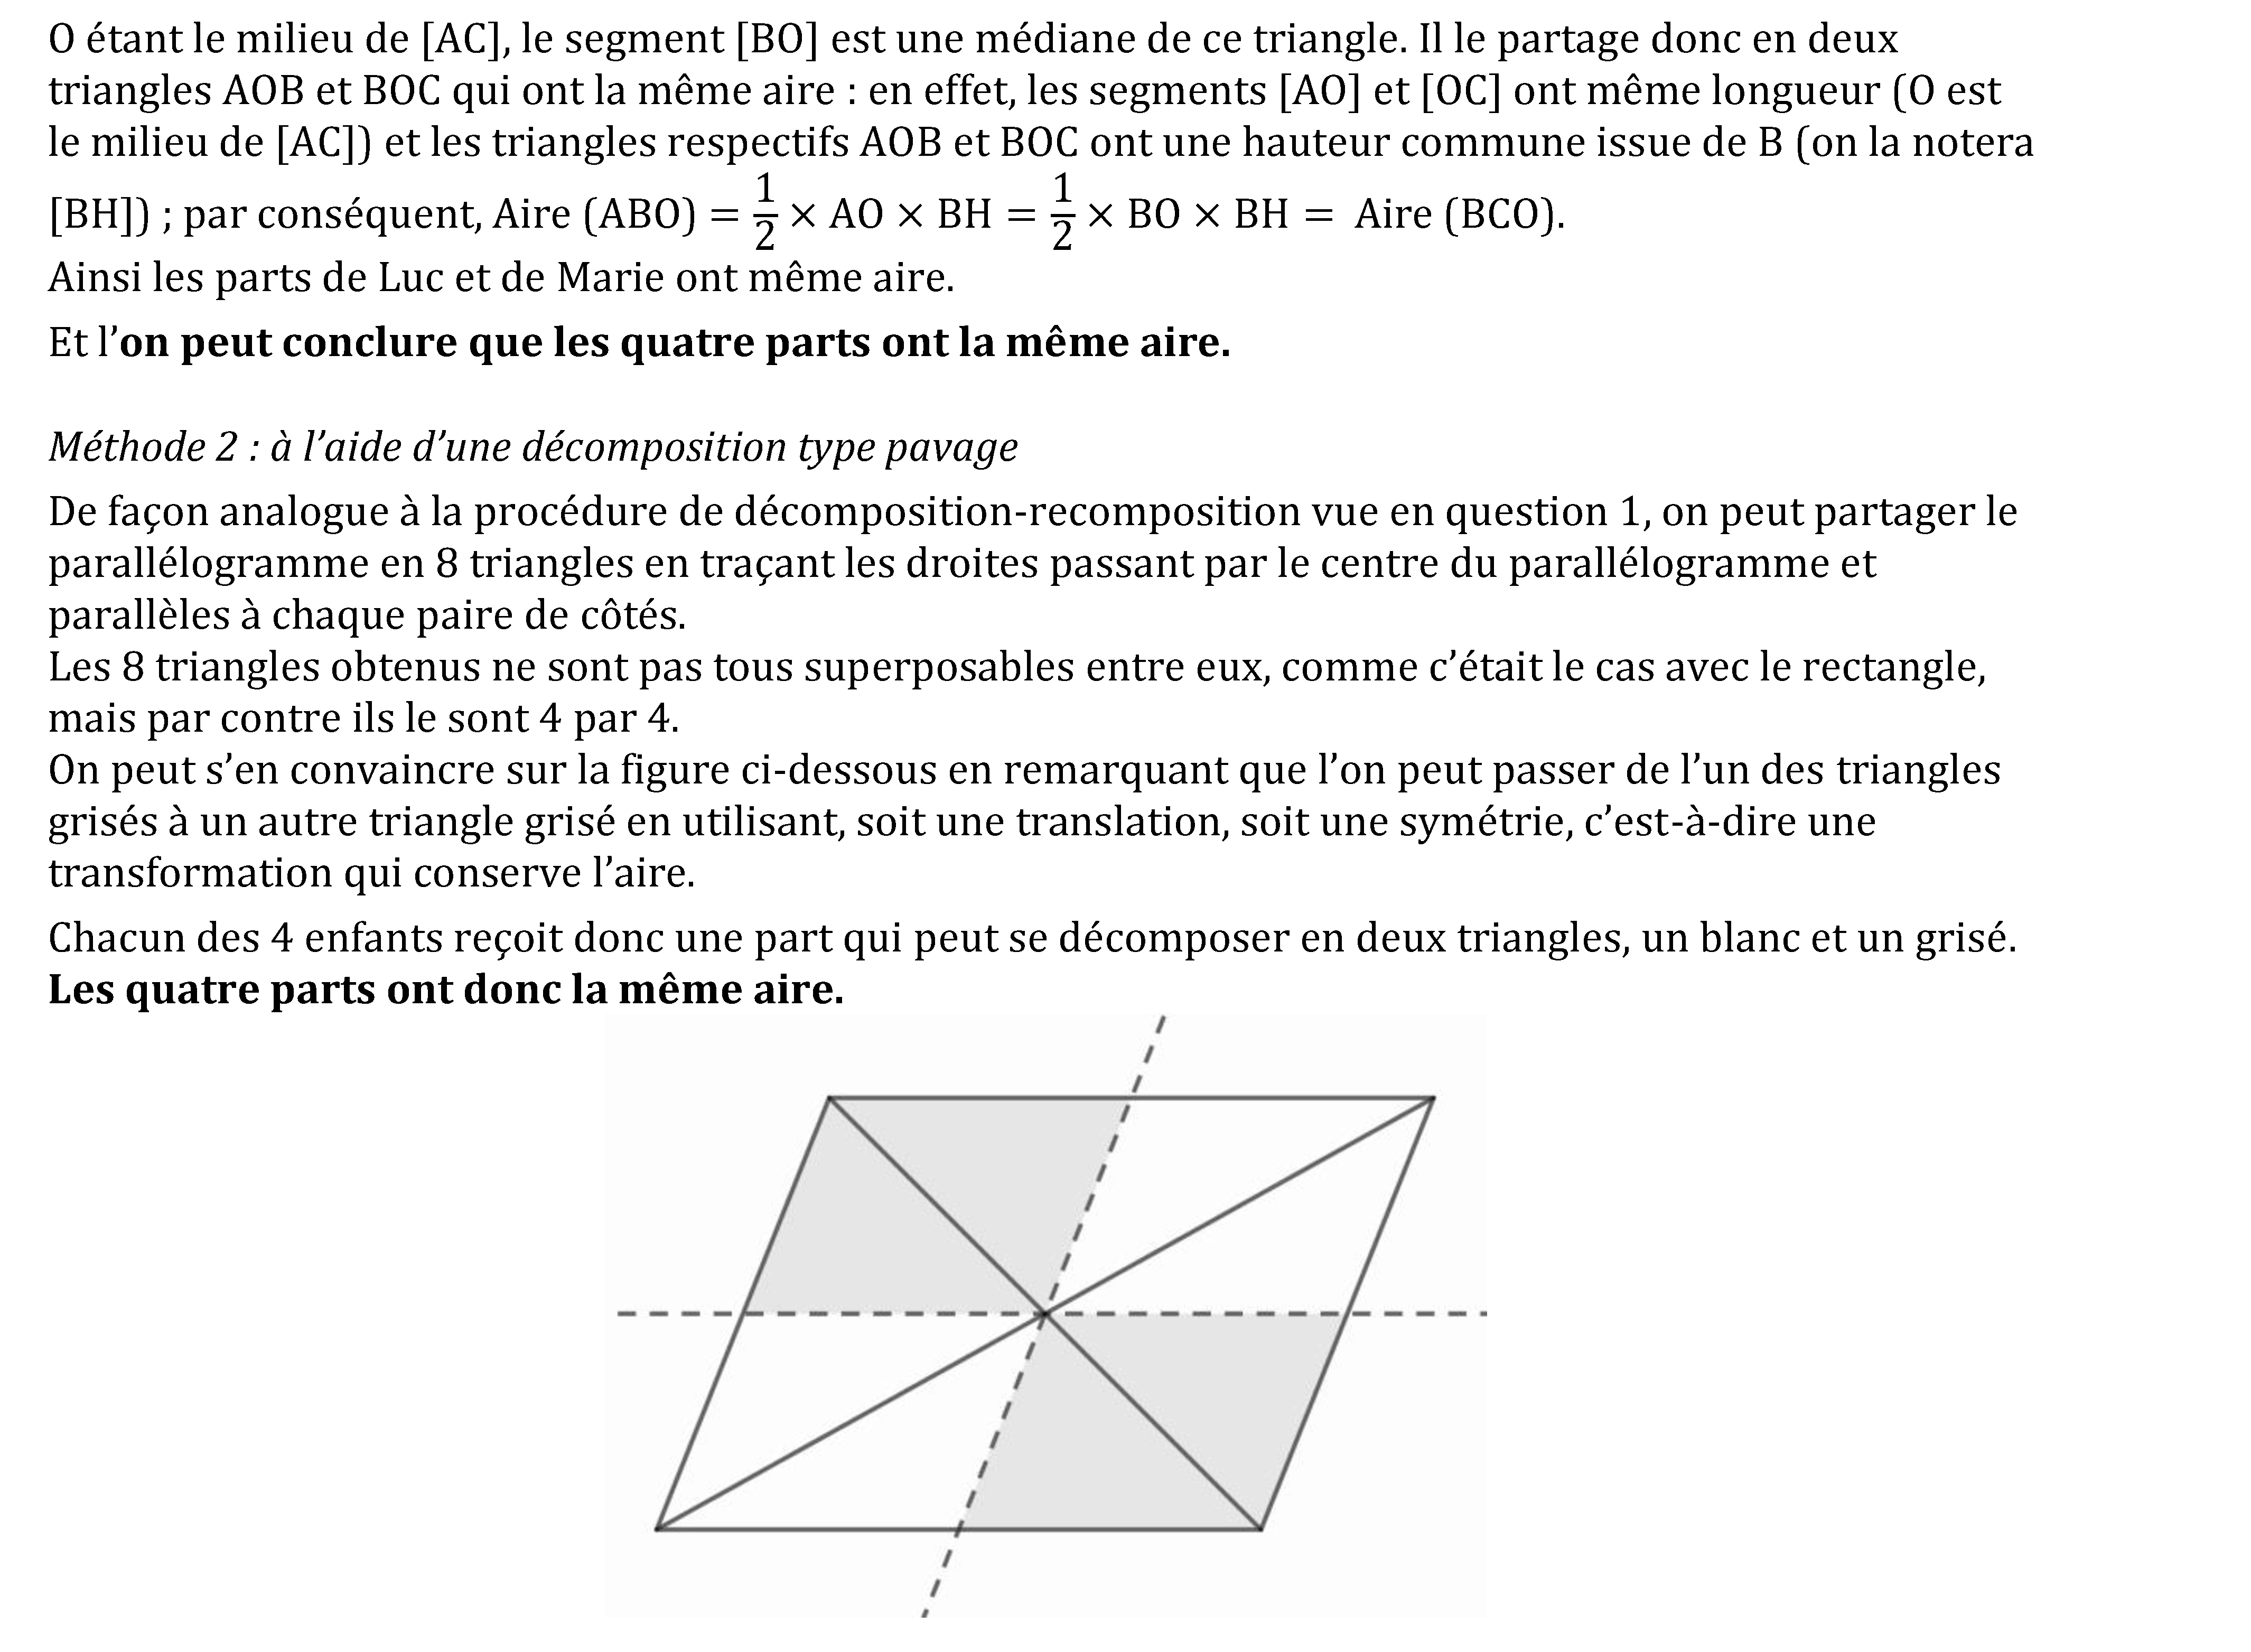 O étant le milieu de [AC], le segment [BO] est une médiane de ce triangle. Il le partage donc en deux
triangles AOB et BOC qui ont la même aire : en effet, les segments [AO] et [OC] ont même longueur (O est
le milieu de [AC]) et les triangles respectifs AOB et BOC ont une hauteur commune issue de B (on la notera
[BH]) ; par conséquent, Aire (ABO) = 1/2 × AO × BH = 1/2 × BO × BH = Aire (BCO).
Ainsi les parts de Luc et de Marie ont même aire.
Et l’on peut conclure que les quatre parts ont la même aire.
Méthode 2 : à l’aide d’une décomposition type pavage
De façon analogue à la procédure de décomposition-recomposition vue en question 1, on peut partager le
parallélogramme en 8 triangles en traçant les droites passant par le centre du parallélogramme et
parallèles à chaque paire de côtés.
Les 8 triangles obtenus ne sont pas tous superposables entre eux, comme c’était le cas avec le rectangle,
mais par contre ils le sont 4 par 4.
On peut s’en convaincre sur la figure ci-dessous en remarquant que l’on peut passer de l’un des triangles
grisés à un autre triangle grisé en utilisant, soit une translation, soit une symétrie, c’est-à-dire une
transformation qui conserve l’aire.
Chacun des 4 enfants reçoit donc une part qui peut se décomposer en deux triangles, un blanc et un grisé.
Les quatre parts ont donc la même aire.